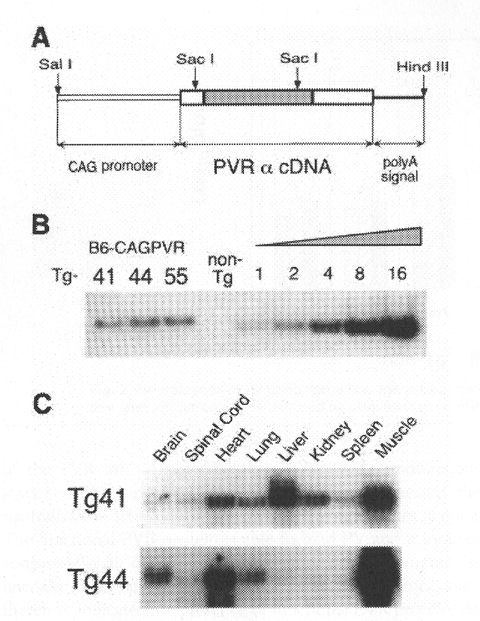 A
Sal I
Sac I
Sac I
Hind III
CAG promoter
PVR α cDNA
polyA
signal
B
B6-CAGPVR
Tg- 41 44 55
non-
Tg
1 2 4 8 16
C
Brain
Spinal Cord
Heart
Lung
Liver
Kidney
Spleen
Muscle
Tg41
Tg44